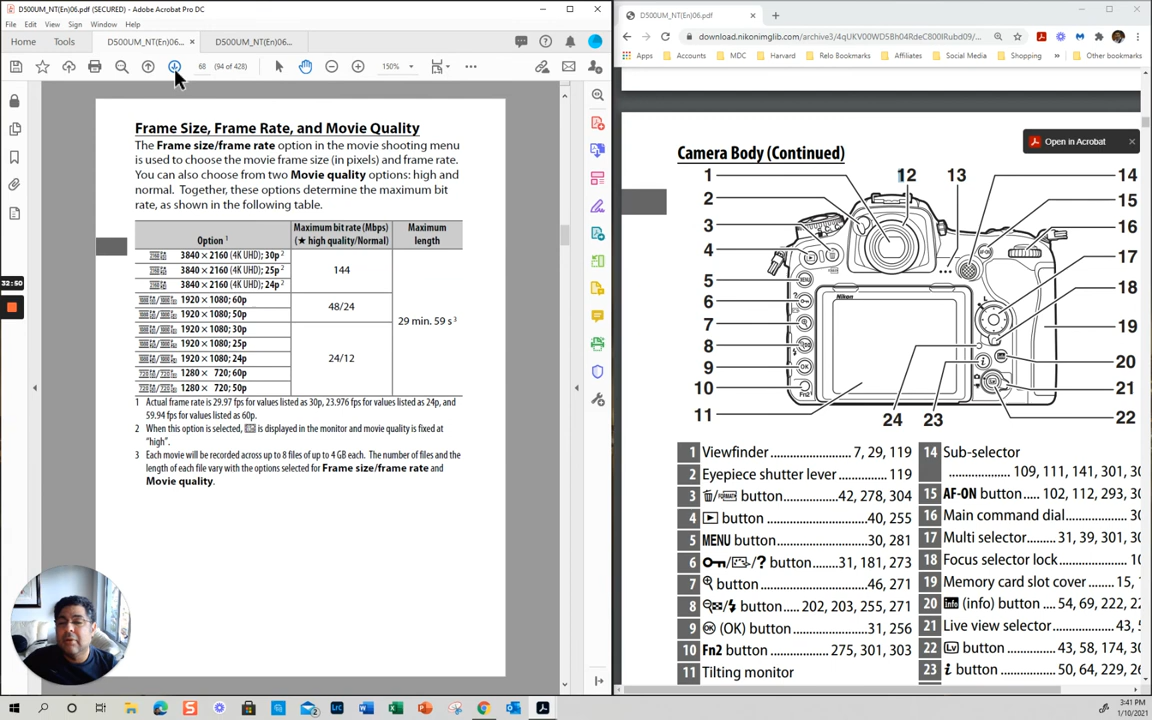 D500UM_NT(En)06.pdf (SECURED) - Adobe Acrobat Pro DC
File Edit View Sign Window Help
Home Tools D500UM_NT(En)06... × D500UM_NT(En)06...
68 (94 of 428) 150%
Frame Size, Frame Rate, and Movie Quality
The Frame size/frame rate option in the movie shooting menu
is used to choose the movie frame size (in pixels) and frame rate.
You can also choose from two Movie quality options: high and
normal. Together, these options determine the maximum bit
rate, as shown in the following table.
Option 1
Maximum bit rate (Mbps)
(★ high quality/Normal)
Maximum
length
3840 × 2160 (4K UHD); 30p 2
3840 × 2160 (4K UHD); 25p 2
3840 × 2160 (4K UHD); 24p 2
144
1920 × 1080; 60p
1920 × 1080; 50p
48/24
1920 × 1080; 30p
1920 × 1080; 25p
1920 × 1080; 24p
1280 × 720; 60p
1280 × 720; 50p
24/12
29 min. 59 s 3
1 Actual frame rate is 29.97 fps for values listed as 30p, 23.976 fps for values listed as 24p, and
59.94 fps for values listed as 60p.
2 When this option is selected, is displayed in the monitor and movie quality is fixed at
"high".
3 Each movie will be recorded across up to 8 files of up to 4 GB each. The number of files and the
length of each file vary with the options selected for Frame size/frame rate and
Movie quality.
32:50
D500UM_NT(En)06.pdf
download.nikonimglib.com/archive3/4qUKV00WD5Bh04RdeC800Estd09/...
Accounts MDC Harvard Relo Bookmarks Affiliates Social Media Shopping » Other bookmarks
Open in Acrobat ×
Camera Body (Continued)
1
2
3
4
5
6
7
8
9
10
11
12
13
14
15
16
17
18
19
20
21
22
23
24
Nikon
1 Viewfinder 7, 29, 119
2 Eyepiece shutter lever 119
3 / FORMAT button 42, 278, 304
4 button 40, 255
5 MENU button 30, 281
6 / /? button 31, 181, 273
7 button 46, 271
8 / button 202, 203, 255, 271
9 (OK) button 31, 256
10 Fn2 button 275, 301, 303
11 Tilting monitor
14 Sub-selector
109, 111, 141, 301, 30
15 AF-ON button 102, 112, 293, 30
16 Main command dial 30
17 Multi selector 31, 39, 301, 30
18 Focus selector lock 10
19 Memory card slot cover 15, 1
20 info (info) button 54, 69, 222, 22
21 Live view selector 43, 5
22 Lv button 43, 58, 174, 30
23 i button 50, 64, 229, 26
3:41 PM
1/10/2021